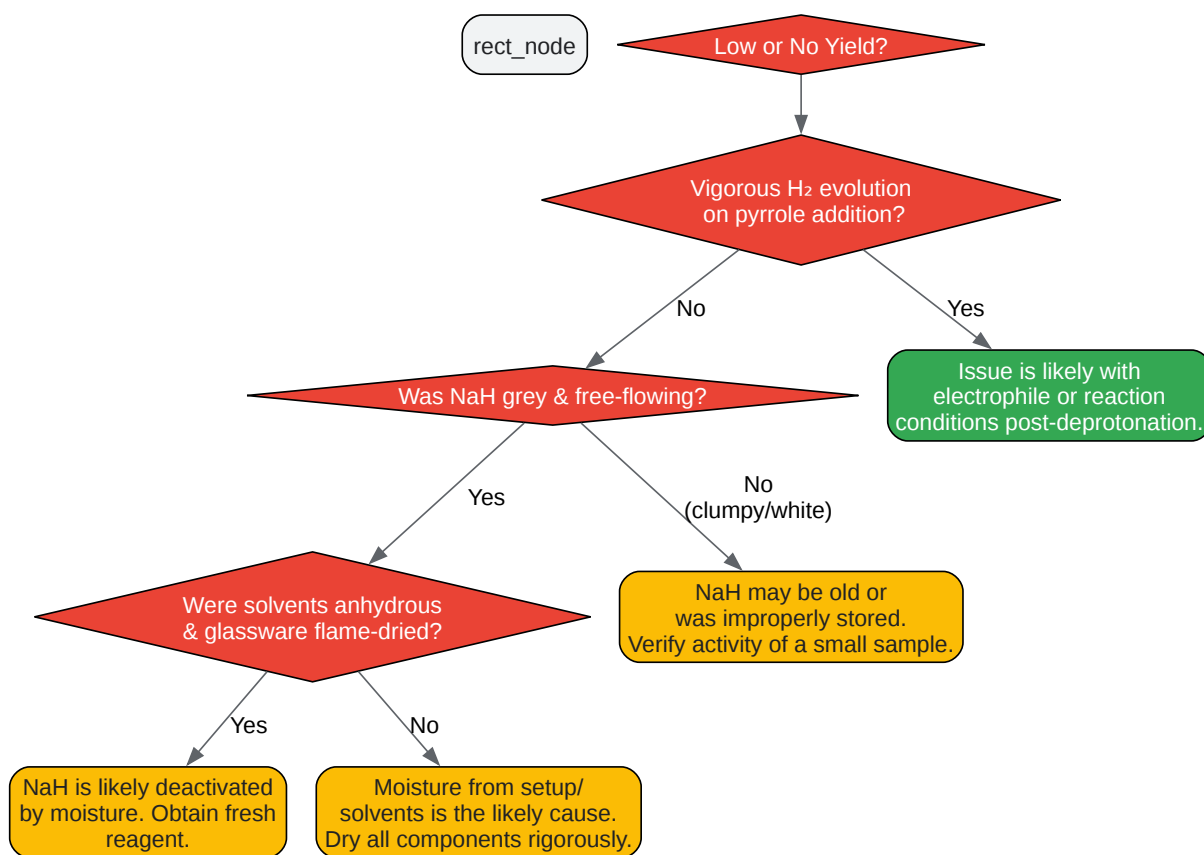 rect_node
Low or No Yield?
Vigorous H₂ evolution
on pyrrole addition?
No
Yes
Issue is likely with
electrophile or reaction
conditions post-deprotonation.
Was NaH grey & free-flowing?
Yes
No
(clumpy/white)
Were solvents anhydrous
& glassware flame-dried?
NaH may be old or
was improperly stored.
Verify activity of a small sample.
Yes
No
NaH is likely deactivated
by moisture. Obtain fresh
reagent.
Moisture from setup/
solvents is the likely cause.
Dry all components rigorously.